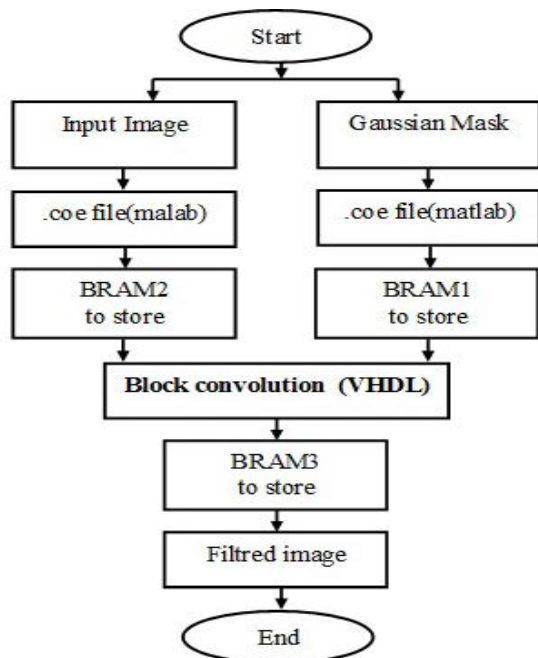 Start
Input Image
Gaussian Mask
.coe file(malab)
.coe file(matlab)
BRAM2
to store
BRAM1
to store
Block convolution (VHDL)
BRAM3
to store
Filtred image
End